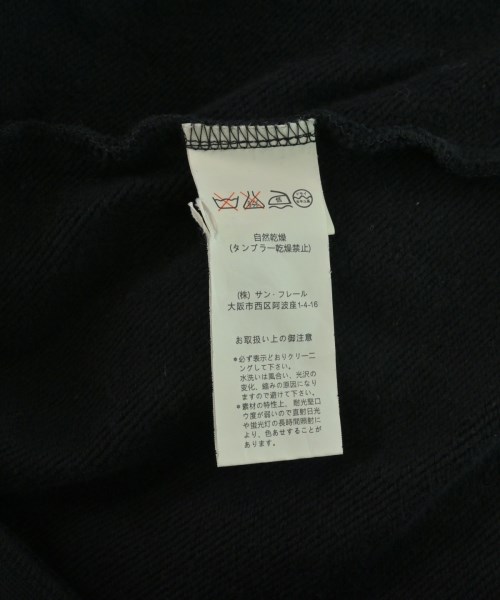 自然乾燥
(タンブラー乾燥禁止)
(株) サン・フレール
大阪市西区阿波座1-4-16
お取扱い上の御注意
*必ず表示どおりクリーニ
ングして下さい。
水洗いは風合い、光沢の
変化、縮みの原因になり
ますので避けて下さい。
*素材の特性上、耐光堅ロ
ウ度が弱いので直射日光
や蛍光灯の長時間照射に
より、色あせすることが
あります。